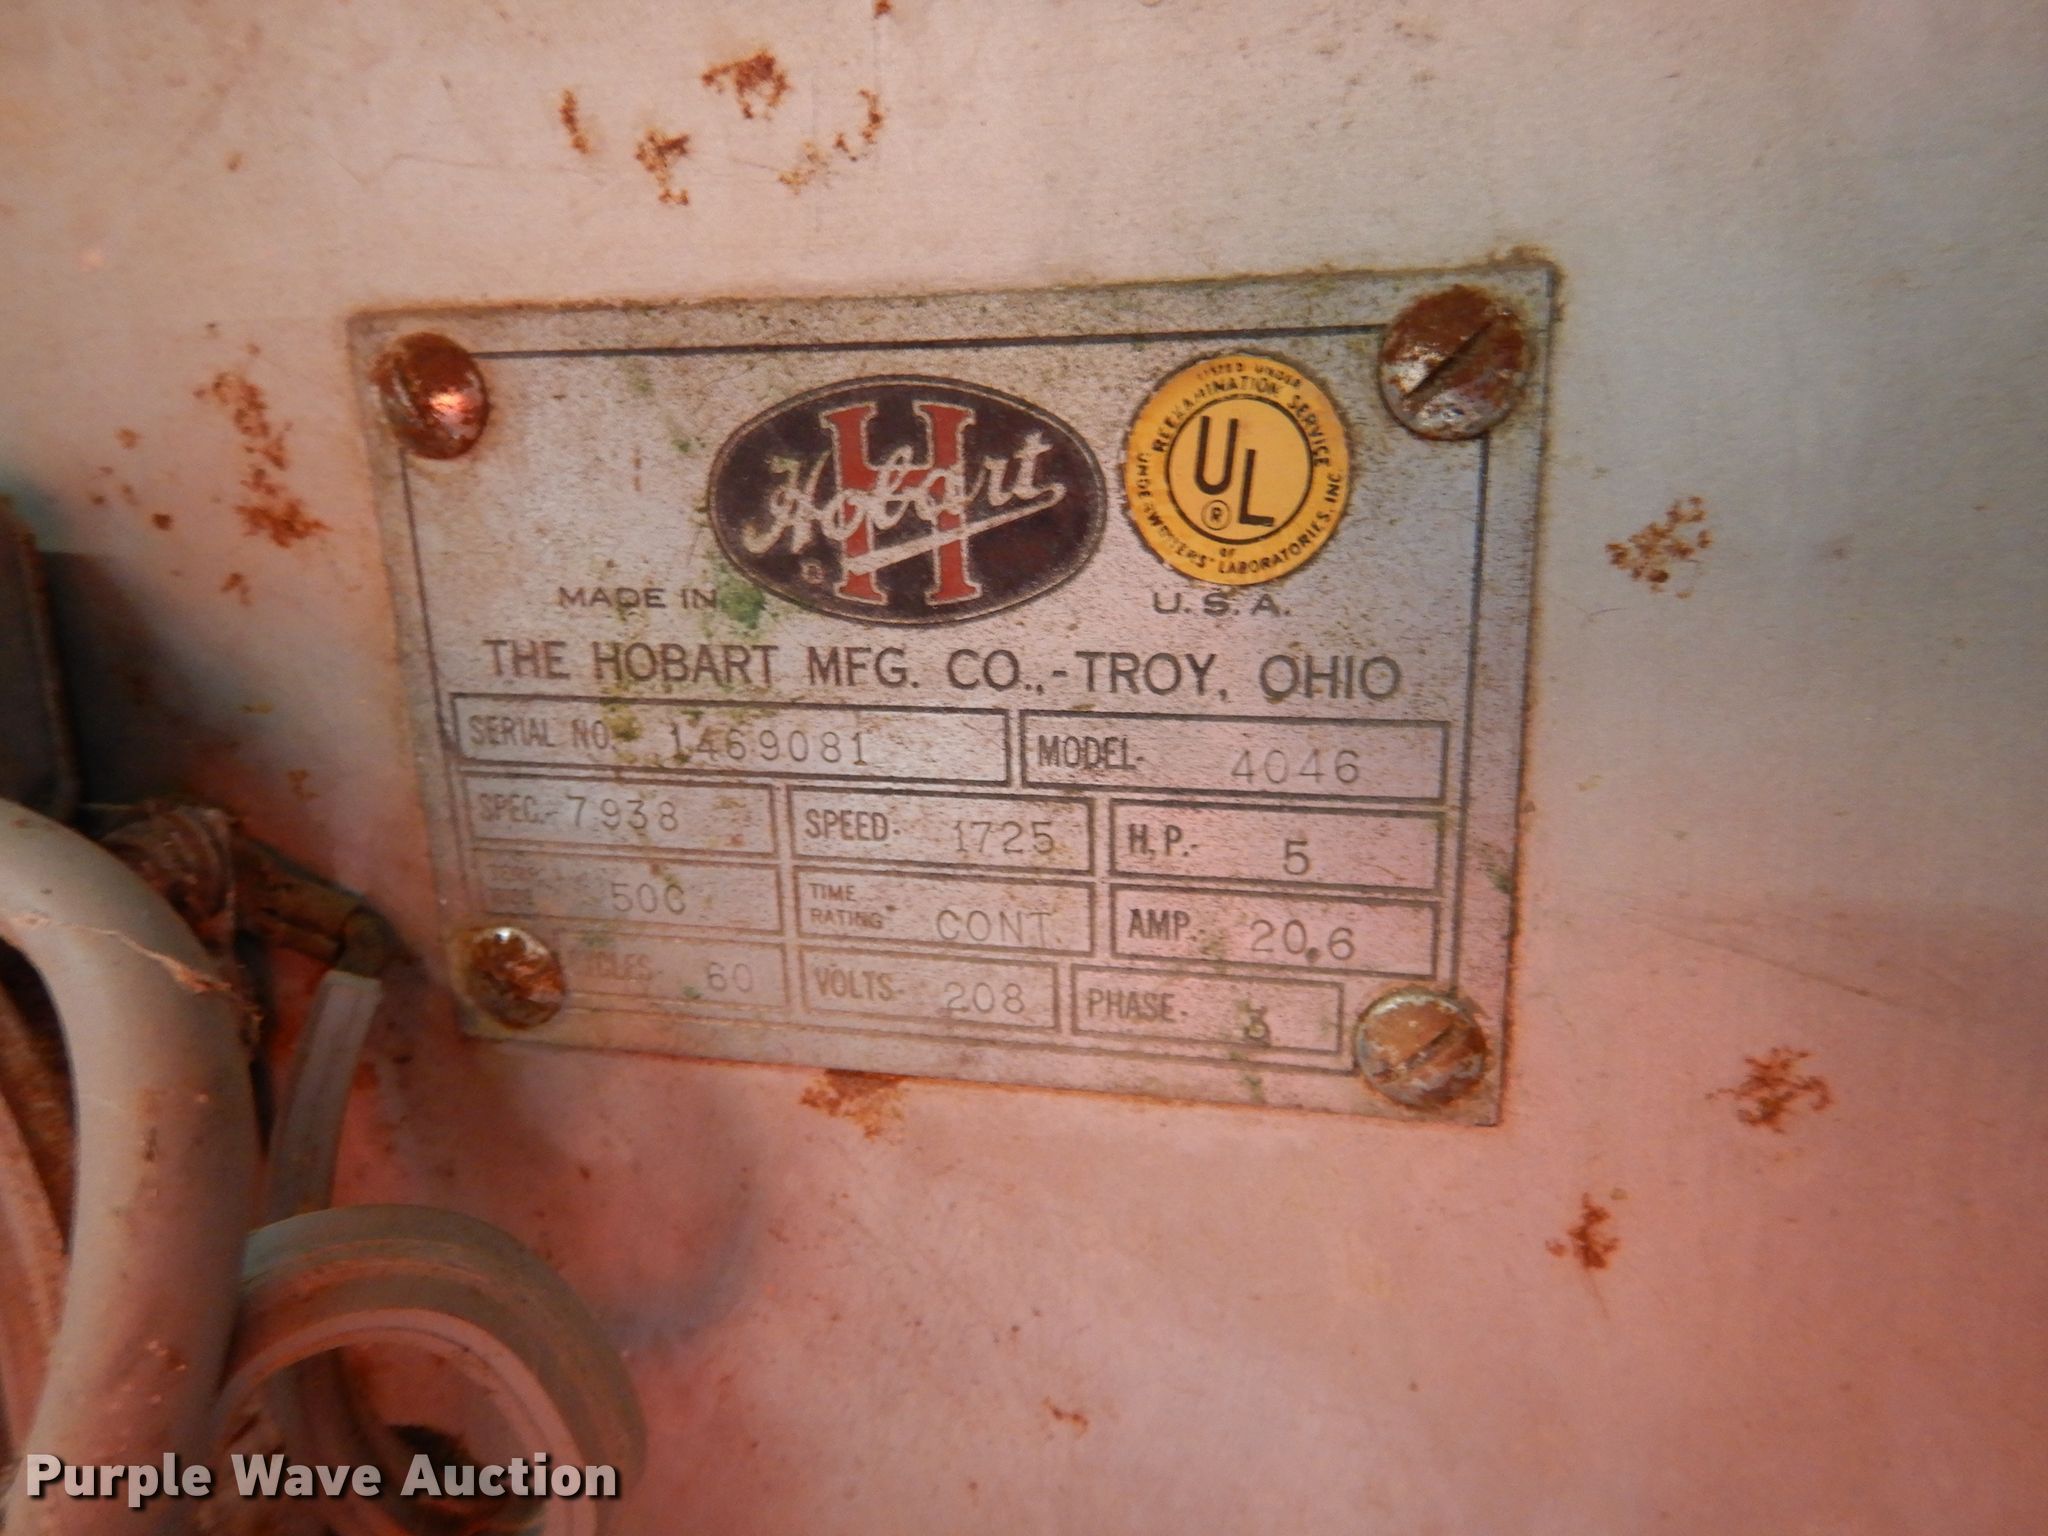 Hobart
LISTED UNDER
REEXAMINATION SERVICE
UL
®
OF
UNDERWRITERS' LABORATORIES, INC.
MADE IN U.S.A.
THE HOBART MFG. CO.,-TROY, OHIO
SERIAL NO. 1469081 MODEL- 4046
SPEC.- 7938 SPEED- 1725 H.P.- 5
50C TIME RATING- CONT. AMP.- 20.6
CYCLES- 60 VOLTS- 208 PHASE- 3
Purple Wave Auction